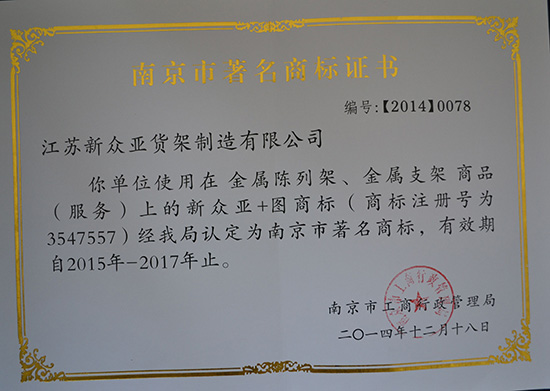 南京市著名商标证书
编号:【2014】0078
江苏新众亚货架制造有限公司
你单位使用在 金属陈列架、金属支架 商品
（服务）上的新众亚+图商标（商标注册号为
3547557）经我局认定为南京市著名商标，有效期
自2015年-2017年止。
南京市工商行政管理局
二〇一四年十二月十八日